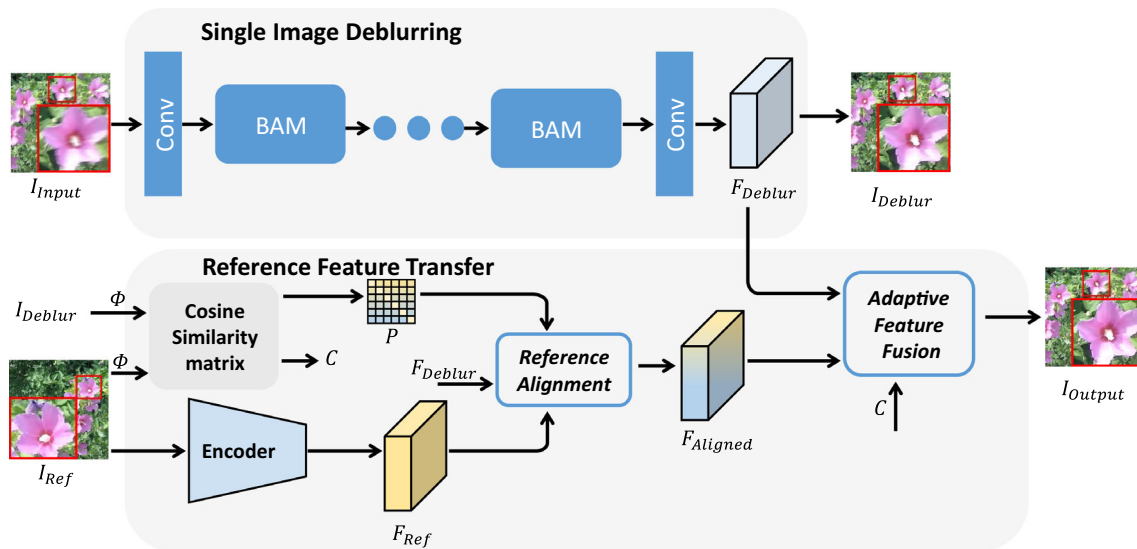 Single Image Deblurring
Conv
BAM
BAM
Conv
I_Input
F_Deblur
I_Deblur
Reference Feature Transfer
I_Deblur
Φ
Cosine
Similarity
matrix
P
C
Φ
F_Deblur
Reference
Alignment
Adaptive
Feature
Fusion
C
I_Output
I_Ref
Encoder
F_Ref
F_Aligned